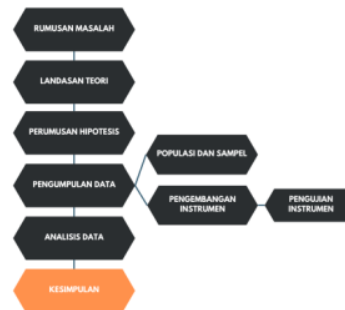 RUMUSAN MASALAH
LANDASAN TEORI
PERUMUSAN HIPOTESIS
POPULASI DAN SAMPEL
PENGUMPULAN DATA
PENGEMBANGAN
INSTRUMEN
PENGUJIAN
INSTRUMEN
ANALISIS DATA
KESIMPULAN